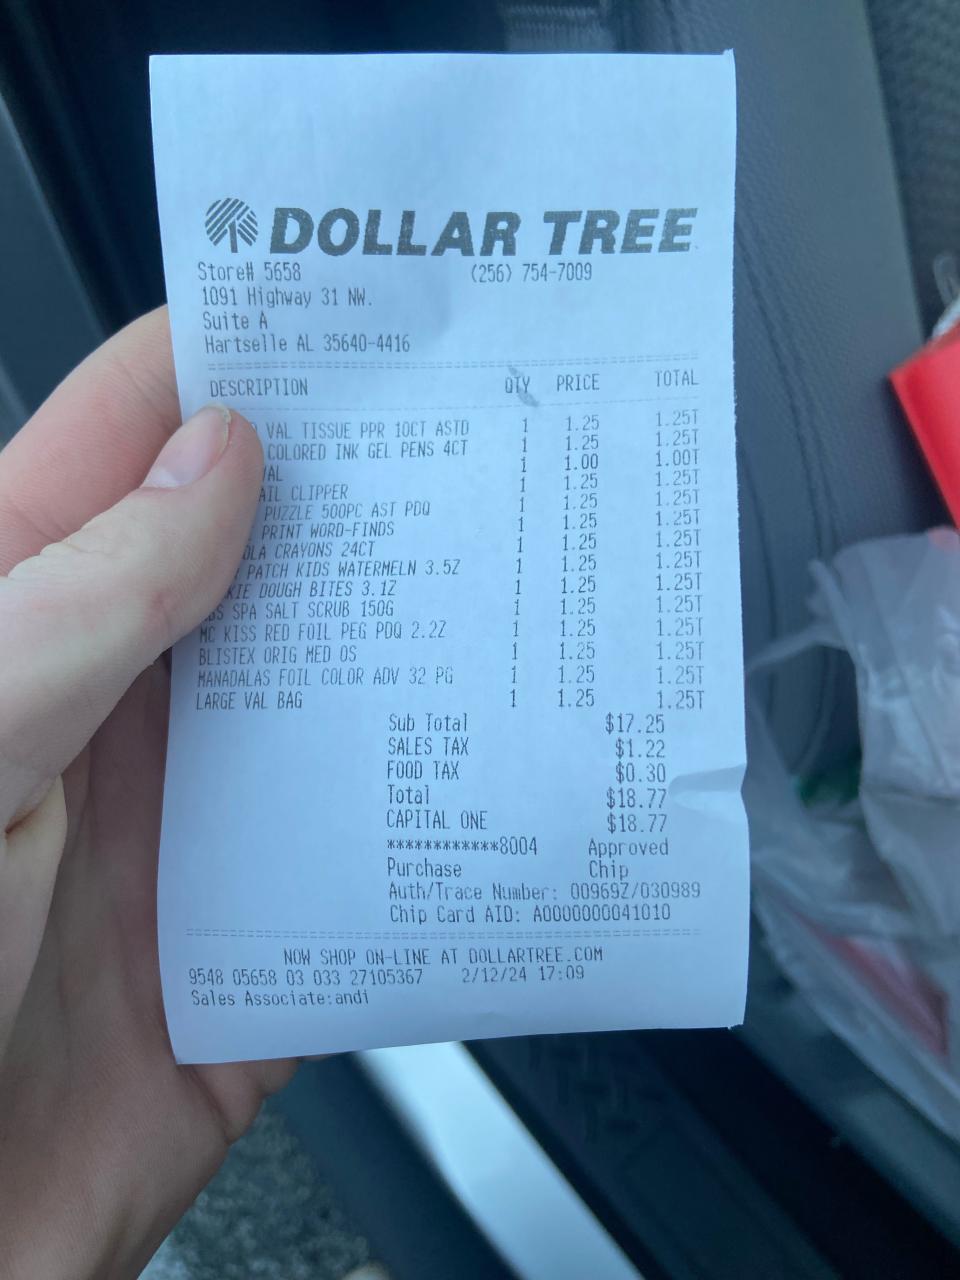 DOLLAR TREE
Store# 5658 (256) 754-7009
1091 Highway 31 NW.
Suite A
Hartselle AL 35640-4416
DESCRIPTION QTY PRICE TOTAL
VAL TISSUE PPR 10CT ASTD 1 1.25 1.25T
COLORED INK GEL PENS 4CT 1 1.25 1.25T
1 1.00 1.00T
CLIPPER 1 1.25 1.25T
PUZZLE 500PC AST PDQ 1 1.25 1.25T
PRINT WORD-FINDS 1 1.25 1.25T
CRAYONS 24CT 1 1.25 1.25T
PATCH KIDS WATERMELN 3.5Z 1 1.25 1.25T
DOUGH BITES 3.1Z 1 1.25 1.25T
SPA SALT SCRUB 150G 1 1.25 1.25T
MC KISS RED FOIL PEG PDQ 2.2Z 1 1.25 1.25T
BLISTEX ORIG MED OS 1 1.25 1.25T
MANADALAS FOIL COLOR ADV 32 PG 1 1.25 1.25T
LARGE VAL BAG 1 1.25 1.25T
Sub Total $17.25
SALES TAX $1.22
FOOD TAX $0.30
Total $18.77
CAPITAL ONE $18.77
************8004 Approved
Purchase Chip
Auth/Trace Number: 00969Z/030989
Chip Card AID: A0000000041010
NOW SHOP ON-LINE AT DOLLARTREE.COM
9548 05658 03 033 27105367 2/12/24 17:09
Sales Associate:andi